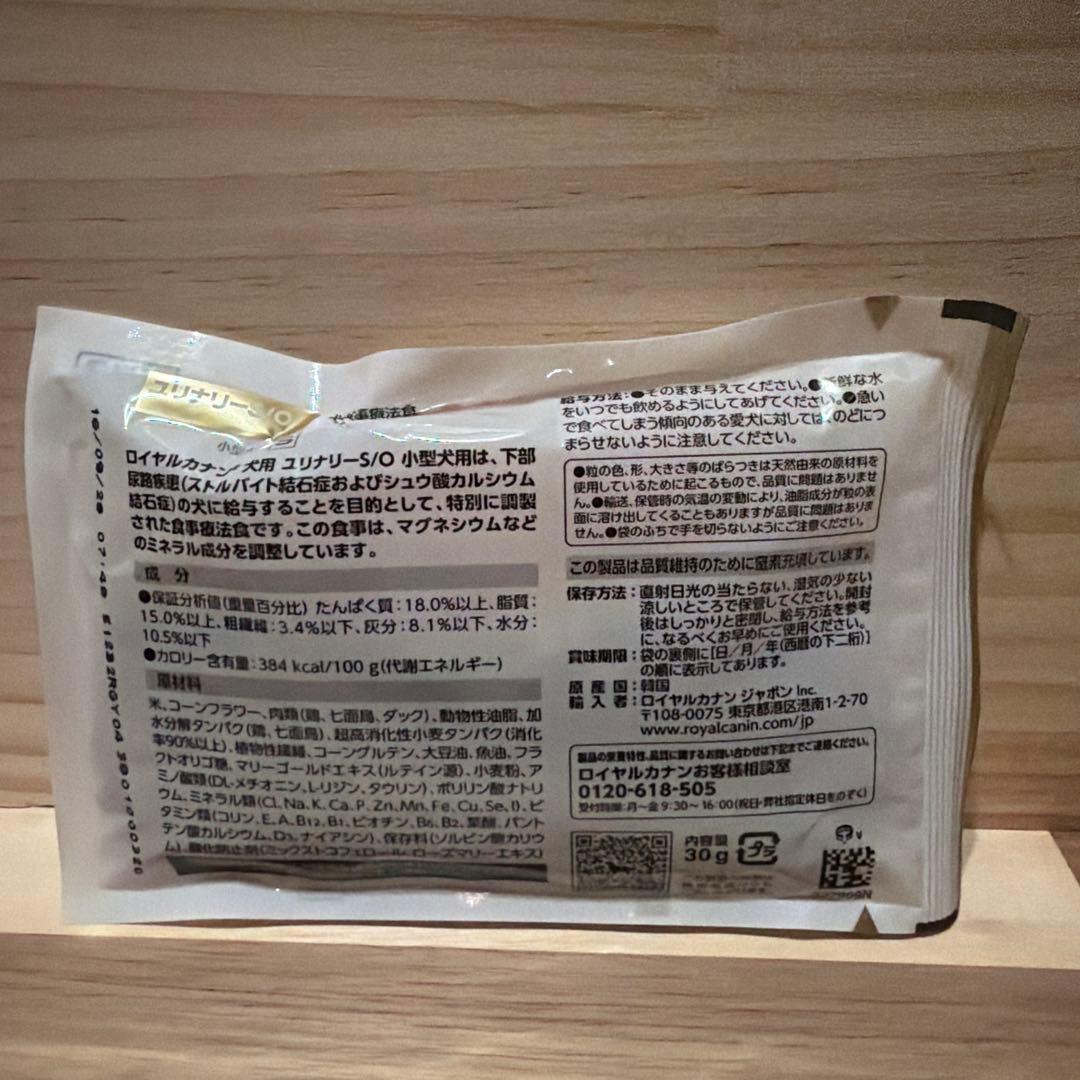 ユリナリーS/O
食事療法食
小型
ロイヤルカナン 犬用 ユリナリーS/O 小型犬用は、下部
尿路疾患(ストルバイト結石症およびシュウ酸カルシウム
結石症)の犬に給与することを目的として、特別に調製
された食事療法食です。この食事は、マグネシウムなど
のミネラル成分を調整しています。
成 分
●保証分析値(重量百分比) たんぱく質:18.0%以上、脂質:
15.0%以上、粗繊維:3.4%以下、灰分:8.1%以下、水分:
10.5%以下
●カロリー含有量:384 kcal/100 g(代謝エネルギー)
原材料
米、コーンフラワー、肉類(鶏、七面鳥、ダック)、動物性油脂、加
水分解タンパク(鶏、七面鳥)、超高消化性小麦タンパク(消化
率90%以上)、植物性繊維、コーングルテン、大豆油、魚油、フラ
クトオリゴ糖、マリーゴールドエキス(ルテイン源)、小麦粉、ア
ミノ酸類(DL-メチオニン、L-リジン、タウリン)、ポリリン酸ナトリ
ウム、ミネラル類(Cl、Na、K、Ca、P、Zn、Mn、Fe、Cu、Se、I)、ビ
タミン類(コリン、E、A、B12、B1、ビオチン、B6、B2、葉酸、パント
テン酸カルシウム、D3、ナイアシン)、保存料(ソルビン酸カリウ
ム)、酸化防止剤(ミックストコフェロール、ローズマリーエキス)
給与方法:●そのまま与えてください。●新鮮な水
をいつでも飲めるようにしてあげてください。●急い
で食べてしまう傾向のある愛犬に対しては、のどにつ
まらせないように注意してください。
●粒の色、形、大きさ等のばらつきは天然由来の原材料を
使用しているために起こるもので、品質に問題はありませ
ん。●輸送、保管時の気温の変動により、油脂成分が粒の表
面に溶け出してくることもありますが品質に問題はありま
せん。●袋のふちで手を切らないようにご注意ください。
この製品は品質維持のために窒素充填しています。
保存方法:直射日光の当たらない、湿気の少ない
涼しいところで保管してください。開封
後はしっかりと密閉し、給与方法を参考
に、なるべくお早めにご使用ください。
賞味期限:袋の裏側に[日/月/年(西暦の下二桁)]
の順に表示してあります。
原産国:韓国
輸入者:ロイヤルカナン ジャポン Inc.
〒108-0075 東京都港区港南1-2-70
www.royalcanin.com/jp
製品の栄養特性、品質に関するお問い合わせは下記までご連絡ください。
ロイヤルカナンお客様相談室
0120-618-505
受付時間:月〜金 9:30〜16:00(祝日・弊社指定休日をのぞく)
内容量
30g
プラ
V